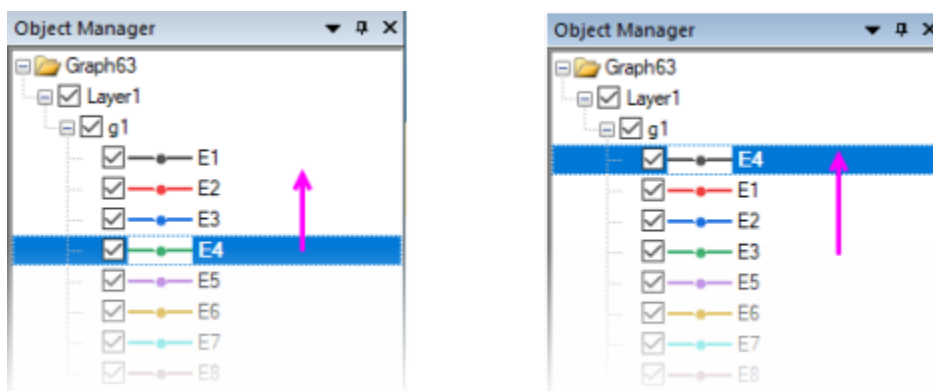 Object Manager
Graph63
Layer1
g1
E1
E2
E3
E4
E5
E6
E7
E8
Object Manager
Graph63
Layer1
g1
E4
E1
E2
E3
E5
E6
E7
E8